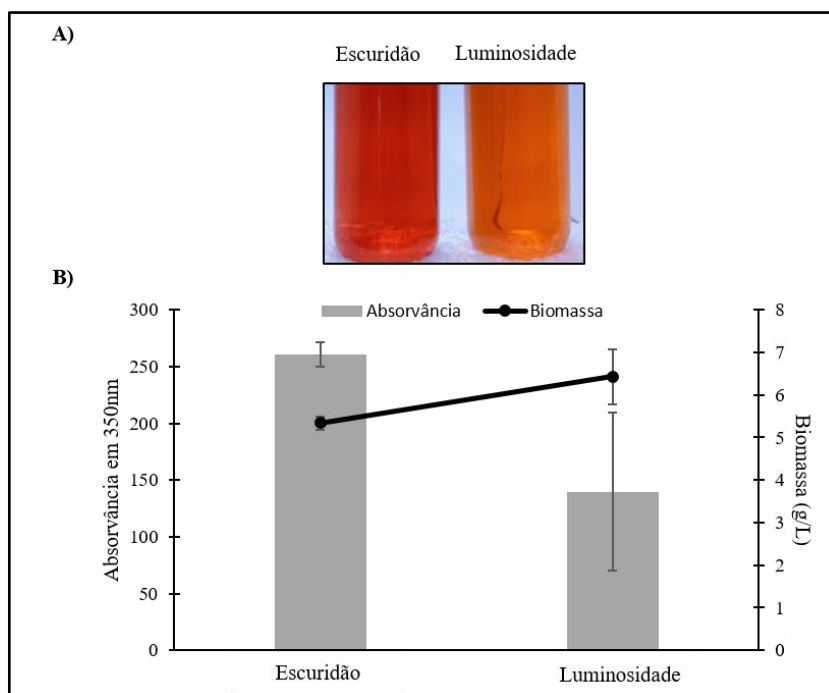 A)
Escuridão Luminosidade
B)
Absorvância Biomassa
300
250
200
150
100
50
0
Absorvância em 350nm
8
7
6
5
4
3
2
1
0
Biomassa (g/L)
Escuridão Luminosidade